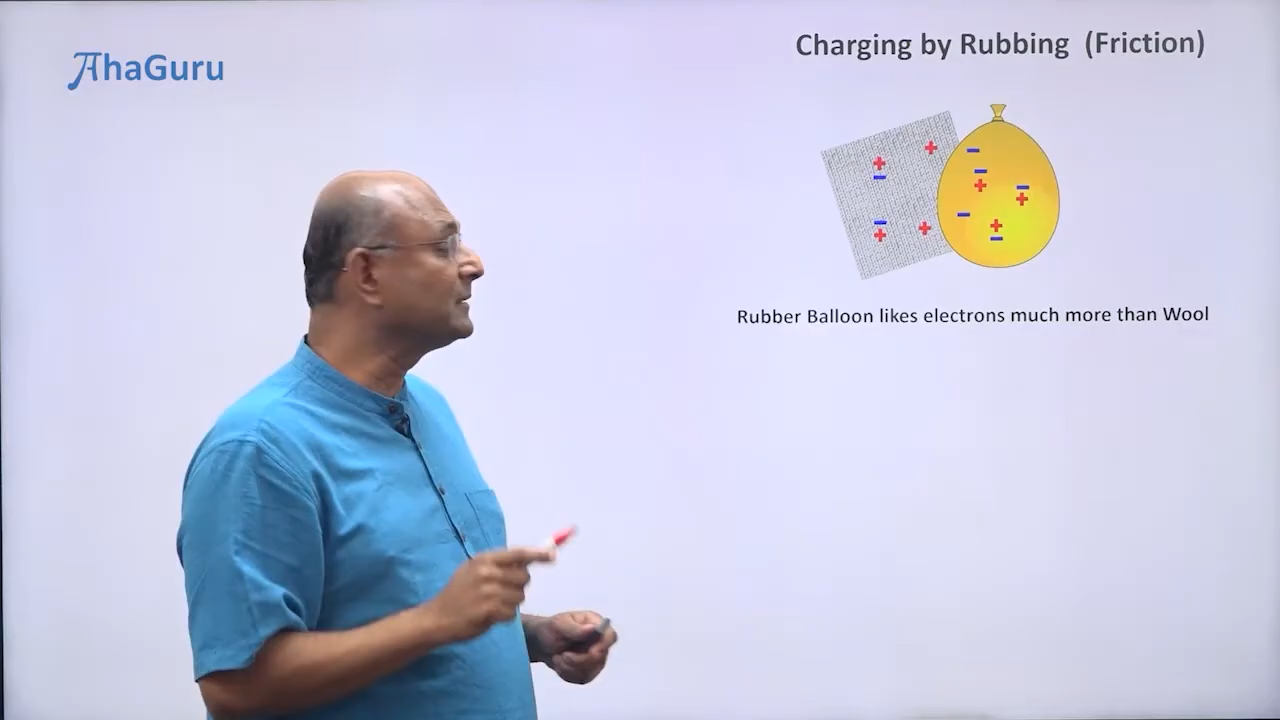 AhaGuru
Charging by Rubbing (Friction)
Rubber Balloon likes electrons much more than Wool